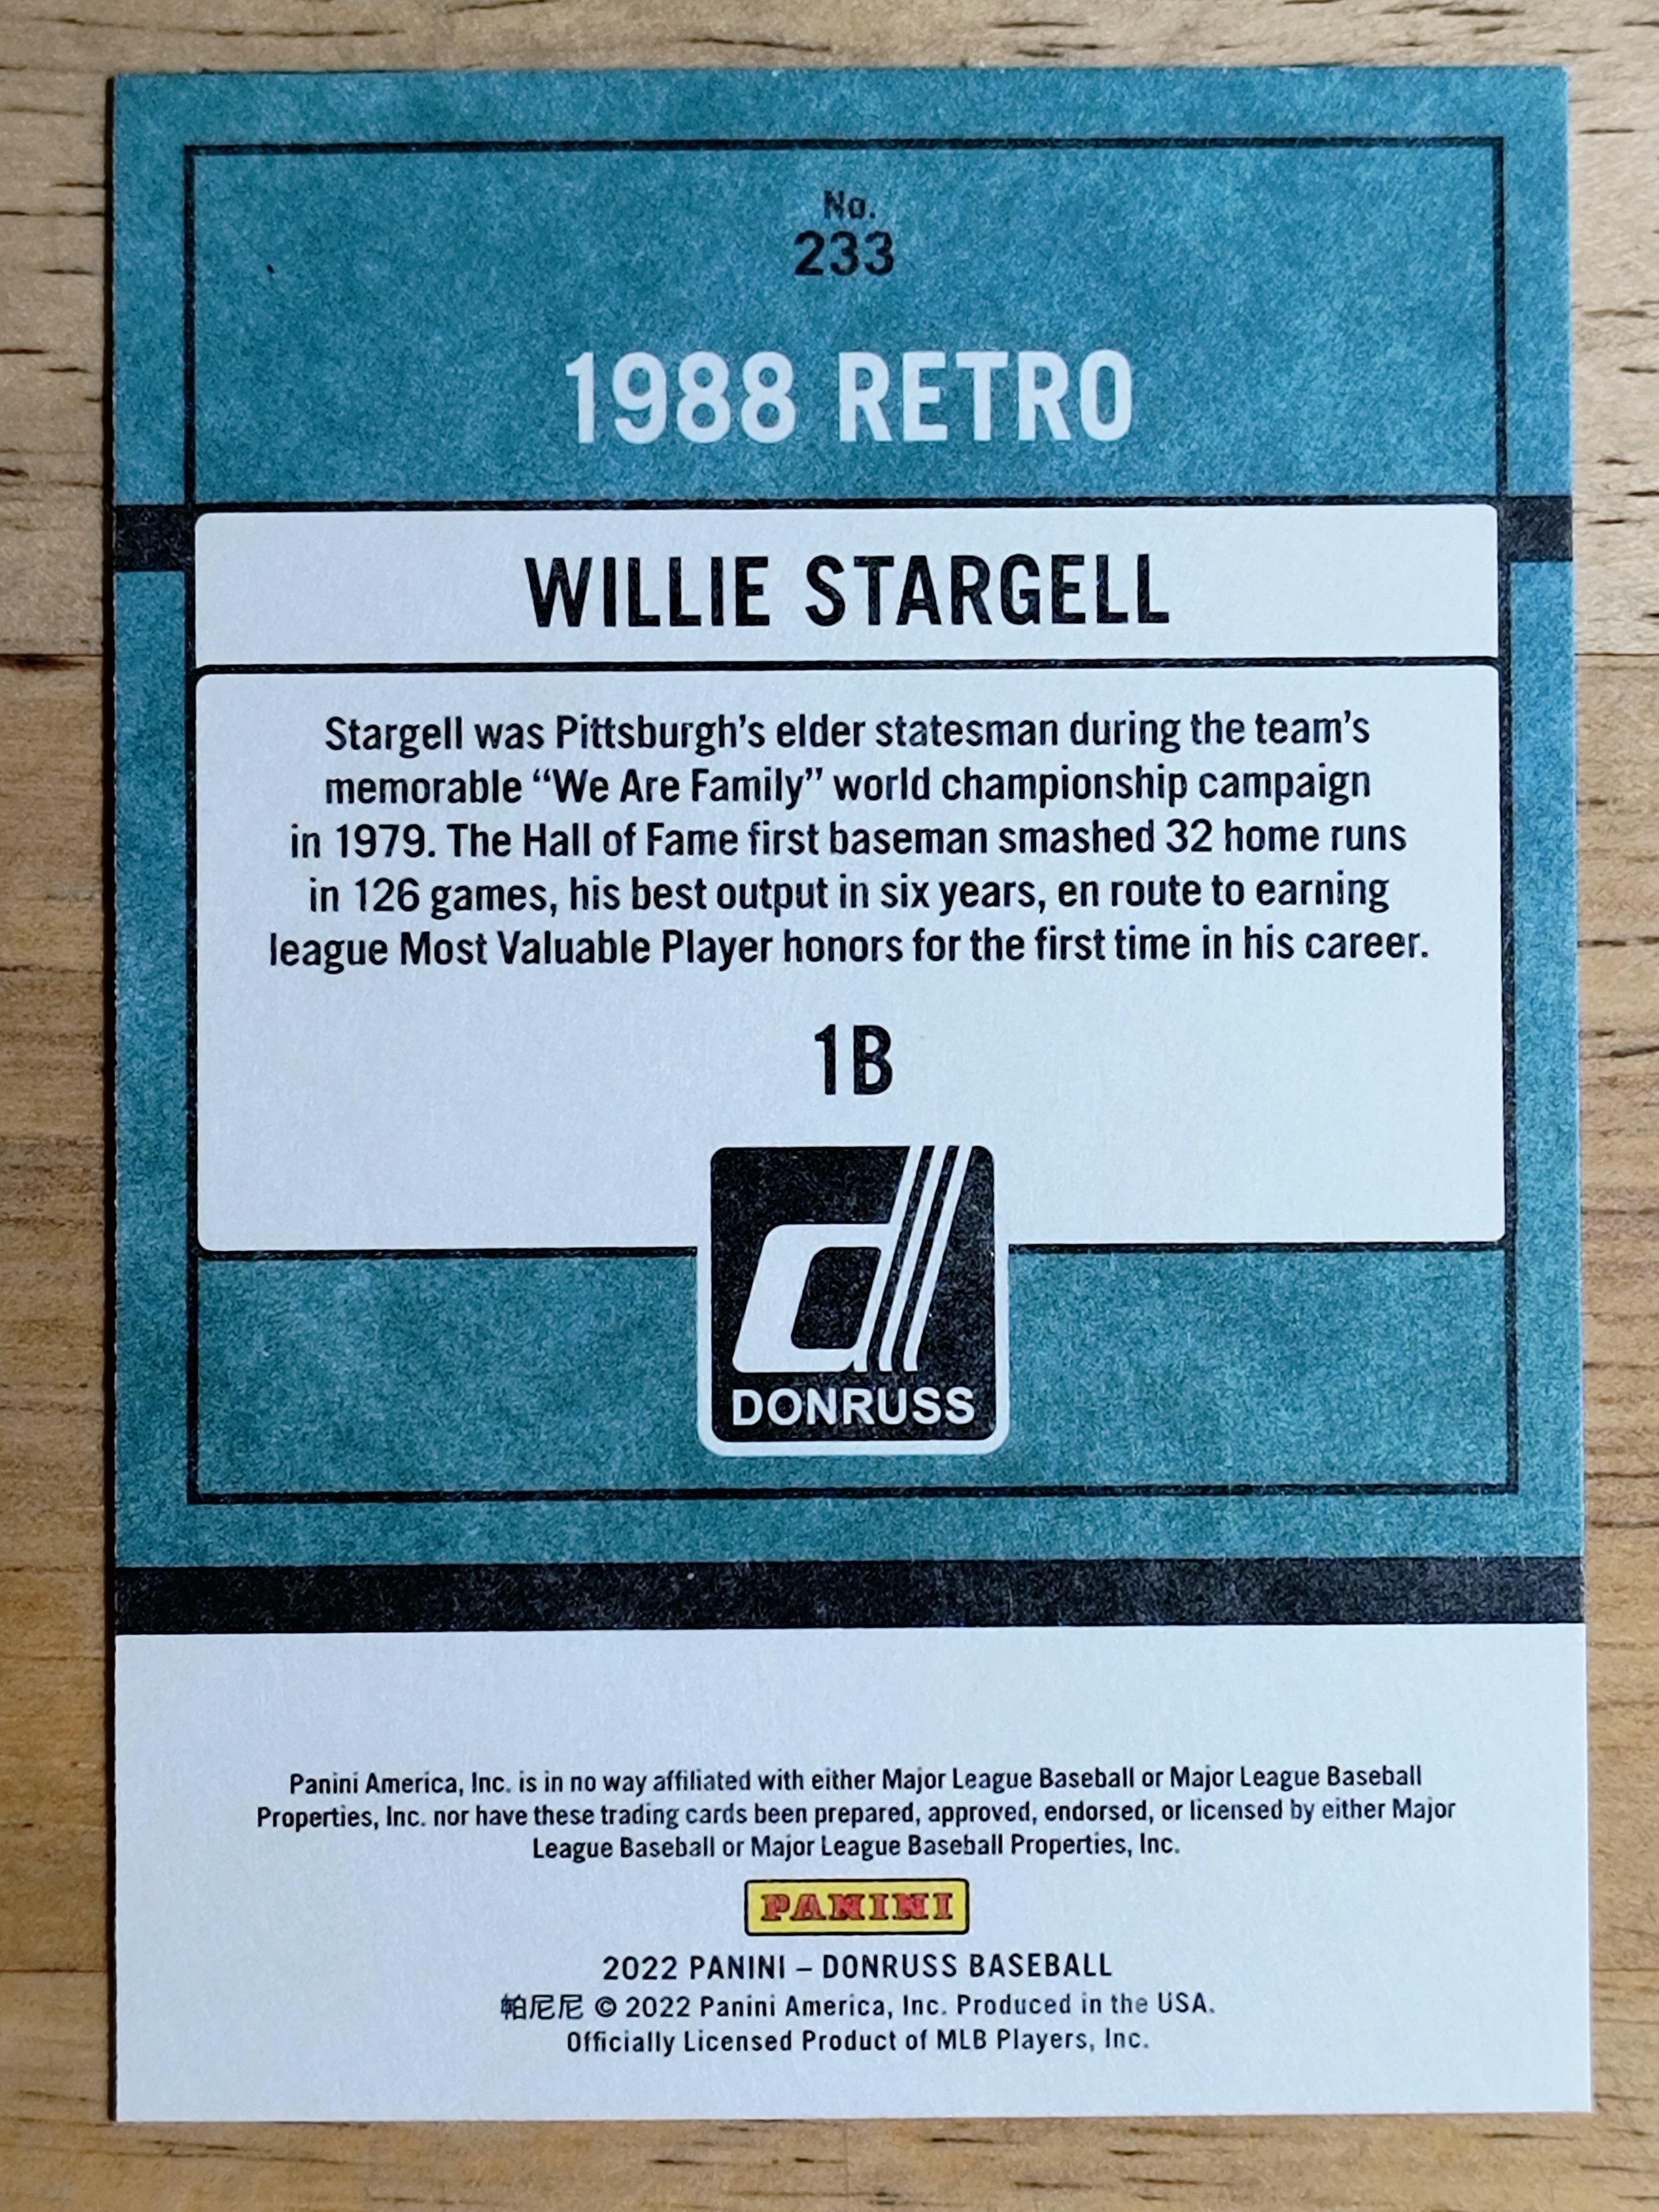 No.
233
1988 RETRO
WILLIE STARGELL
Stargell was Pittsburgh's elder statesman during the team's
memorable “We Are Family” world championship campaign
in 1979. The Hall of Fame first baseman smashed 32 home runs
in 126 games, his best output in six years, en route to earning
league Most Valuable Player honors for the first time in his career.
1B
d
DONRUSS
Panini America, Inc. is in no way affiliated with either Major League Baseball or Major League Baseball
Properties, Inc. nor have these trading cards been prepared, approved, endorsed, or licensed by either Major
League Baseball or Major League Baseball Properties, Inc.
PANINI
2022 PANINI – DONRUSS BASEBALL
帕尼尼 © 2022 Panini America, Inc. Produced in the USA.
Officially Licensed Product of MLB Players, Inc.